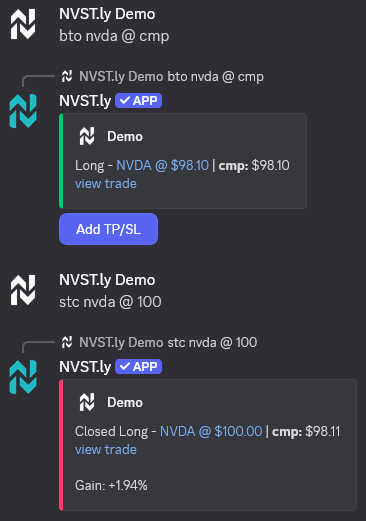 NVST.ly Demo
bto nvda @ cmp
NVST.ly Demo bto nvda @ cmp
NVST.ly APP
Demo
Long - NVDA @ $98.10 | cmp: $98.10
view trade
Add TP/SL
NVST.ly Demo
stc nvda @ 100
NVST.ly Demo stc nvda @ 100
NVST.ly APP
Demo
Closed Long - NVDA @ $100.00 | cmp: $98.11
view trade
Gain: +1.94%